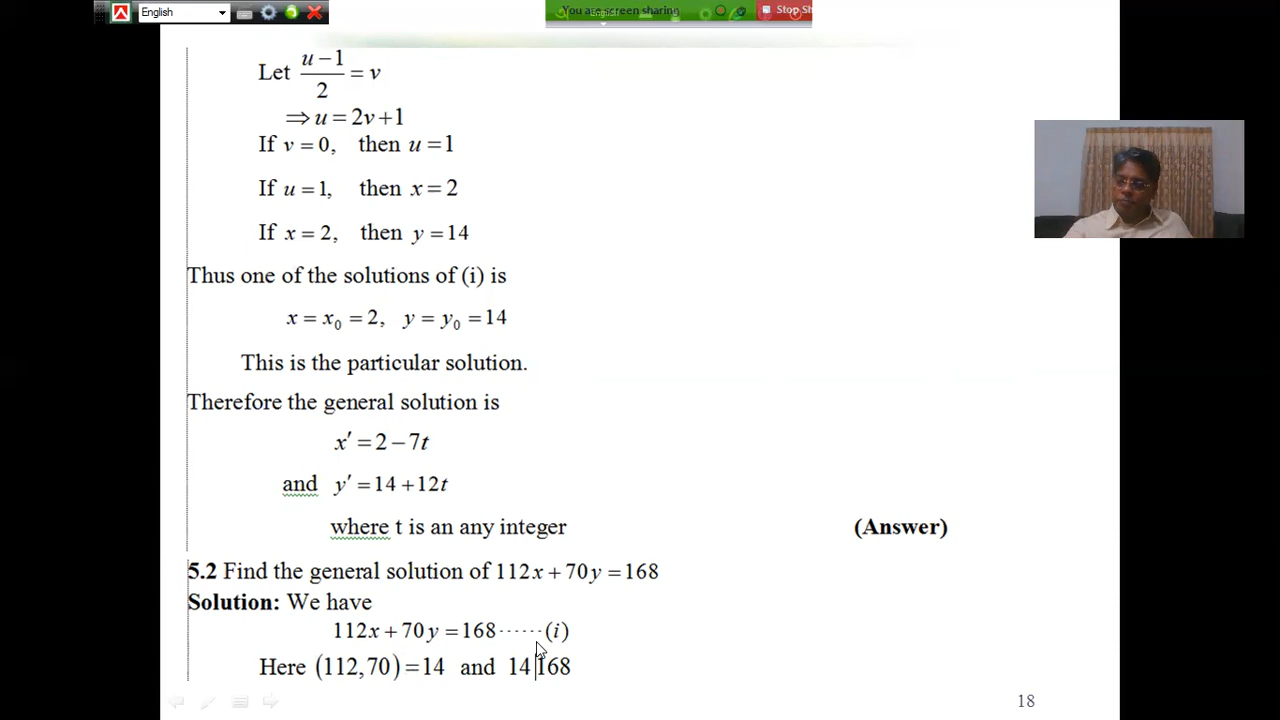 English
You are screen sharing
Stop Sh
Let \frac{u-1}{2} = v
⇒ u = 2v + 1
If v = 0, then u = 1
If u = 1, then x = 2
If x = 2, then y = 14
Thus one of the solutions of (i) is
x = x₀ = 2, y = y₀ = 14
This is the particular solution.
Therefore the general solution is
x′ = 2 − 7t
and y′ = 14 + 12t
where t is an any integer (Answer)
5.2 Find the general solution of 112x + 70y = 168
Solution: We have
112x + 70y = 168 ⋯⋯ (i)
Here (112, 70) = 14 and 14|168
18